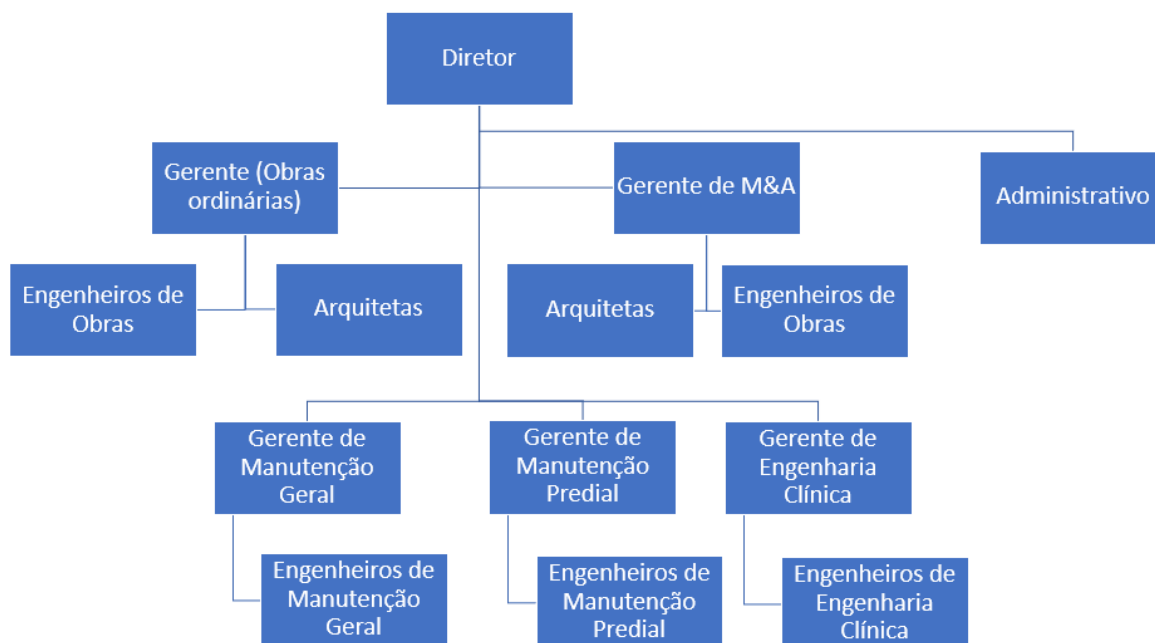 Diretor
Gerente (Obras
ordinárias)
Gerente de M&A
Administrativo
Engenheiros de
Obras
Arquitetas
Arquitetas
Engenheiros de
Obras
Gerente de
Manutenção
Geral
Gerente de
Manutenção
Predial
Gerente de
Engenharia
Clínica
Engenheiros de
Manutenção
Geral
Engenheiros de
Manutenção
Predial
Engenheiros de
Engenharia
Clínica